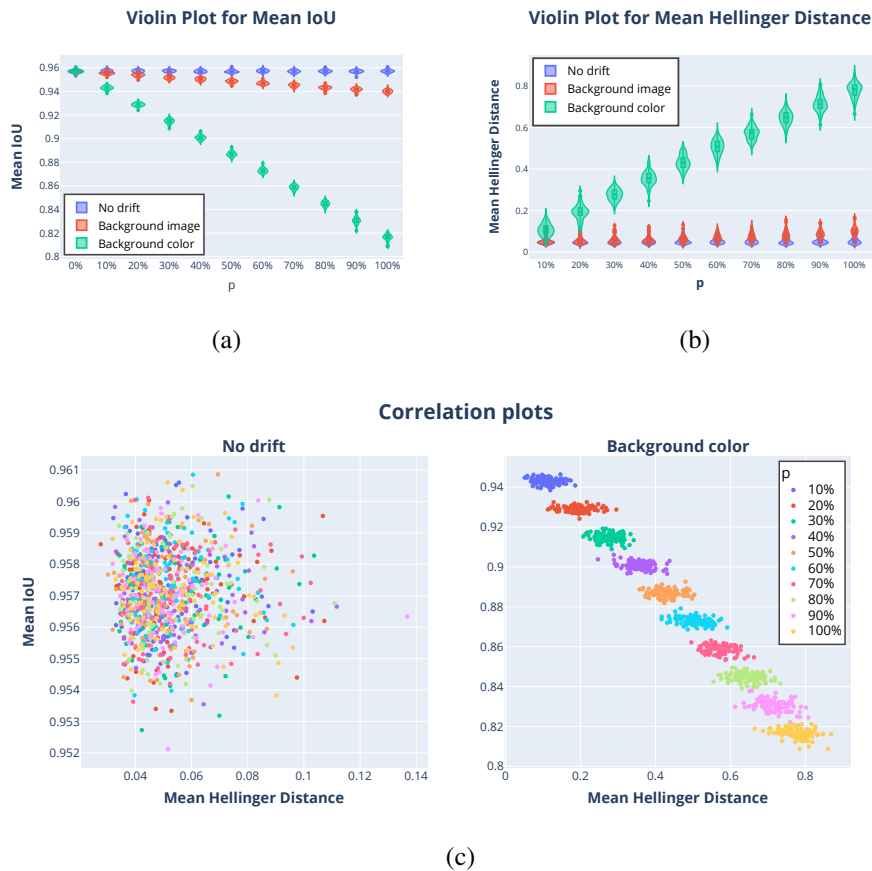 Violin Plot for Mean IoU
Mean IoU
0.96
0.94
0.92
0.9
0.88
0.86
0.84
0.82
0.8
No drift
Background image
Background color
0% 10% 20% 30% 40% 50% 60% 70% 80% 90% 100%
p
(a)
Violin Plot for Mean Hellinger Distance
Mean Hellinger Distance
0.8
0.6
0.4
0.2
0
No drift
Background image
Background color
10% 20% 30% 40% 50% 60% 70% 80% 90% 100%
p
(b)
Correlation plots
No drift
Mean IoU
0.961
0.96
0.959
0.958
0.957
0.956
0.955
0.954
0.953
0.952
0.04 0.06 0.08 0.1 0.12 0.14
Mean Hellinger Distance
Background color
0.94
0.92
0.9
0.88
0.86
0.84
0.82
0.8
0 0.2 0.4 0.6 0.8
Mean Hellinger Distance
p
10%
20%
30%
40%
50%
60%
70%
80%
90%
100%
(c)